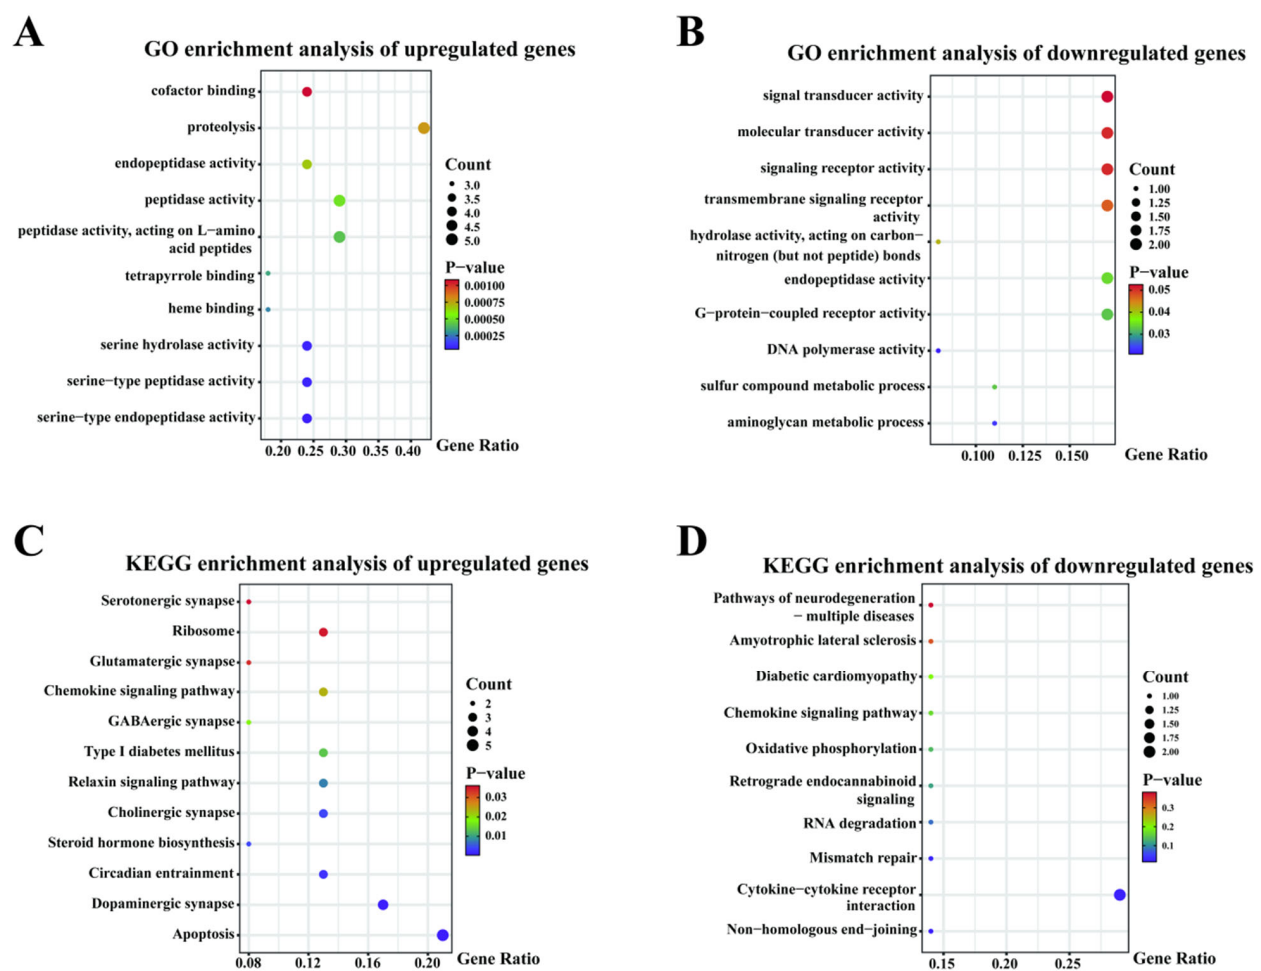 A
GO enrichment analysis of upregulated genes
cofactor binding
proteolysis
endopeptidase activity
peptidase activity
peptidase activity, acting on L−amino
acid peptides
tetrapyrrole binding
heme binding
serine hydrolase activity
serine−type peptidase activity
serine−type endopeptidase activity
0.20 0.25 0.30 0.35 0.40
Gene Ratio
Count
3.0
3.5
4.0
4.5
5.0
P−value
0.00100
0.00075
0.00050
0.00025
B
GO enrichment analysis of downregulated genes
signal transducer activity
molecular transducer activity
signaling receptor activity
transmembrane signaling receptor
activity
hydrolase activity, acting on carbon−
nitrogen (but not peptide) bonds
endopeptidase activity
G−protein−coupled receptor activity
DNA polymerase activity
sulfur compound metabolic process
aminoglycan metabolic process
0.100 0.125 0.150
Gene Ratio
Count
1.00
1.25
1.50
1.75
2.00
P−value
0.05
0.04
0.03
C
KEGG enrichment analysis of upregulated genes
Serotonergic synapse
Ribosome
Glutamatergic synapse
Chemokine signaling pathway
GABAergic synapse
Type I diabetes mellitus
Relaxin signaling pathway
Cholinergic synapse
Steroid hormone biosynthesis
Circadian entrainment
Dopaminergic synapse
Apoptosis
0.08 0.12 0.16 0.20
Gene Ratio
Count
2
3
4
5
P−value
0.03
0.02
0.01
D
KEGG enrichment analysis of downregulated genes
Pathways of neurodegeneration
− multiple diseases
Amyotrophic lateral sclerosis
Diabetic cardiomyopathy
Chemokine signaling pathway
Oxidative phosphorylation
Retrograde endocannabinoid
signaling
RNA degradation
Mismatch repair
Cytokine−cytokine receptor
interaction
Non−homologous end−joining
0.15 0.20 0.25
Gene Ratio
Count
1.00
1.25
1.50
1.75
2.00
P−value
0.3
0.2
0.1